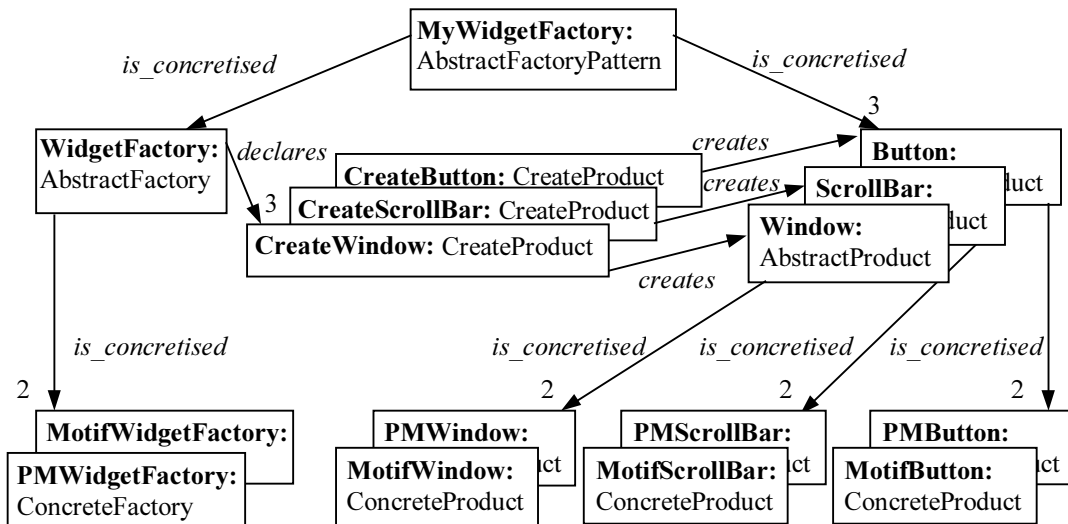 MyWidgetFactory:
AbstractFactoryPattern
is_concretised
is_concretised
3
WidgetFactory:
AbstractFactory
declares
3
CreateButton: CreateProduct
CreateScrollBar: CreateProduct
CreateWindow: CreateProduct
creates
creates
creates
Button:
ScrollBar:
Window:
AbstractProduct
is_concretised
is_concretised
is_concretised
is_concretised
2
2
2
2
MotifWidgetFactory:
PMWidgetFactory:
ConcreteFactory
PMWindow:
MotifWindow:
ConcreteProduct
PMScrollBar:
MotifScrollBar:
ConcreteProduct
PMButton:
MotifButton:
ConcreteProduct